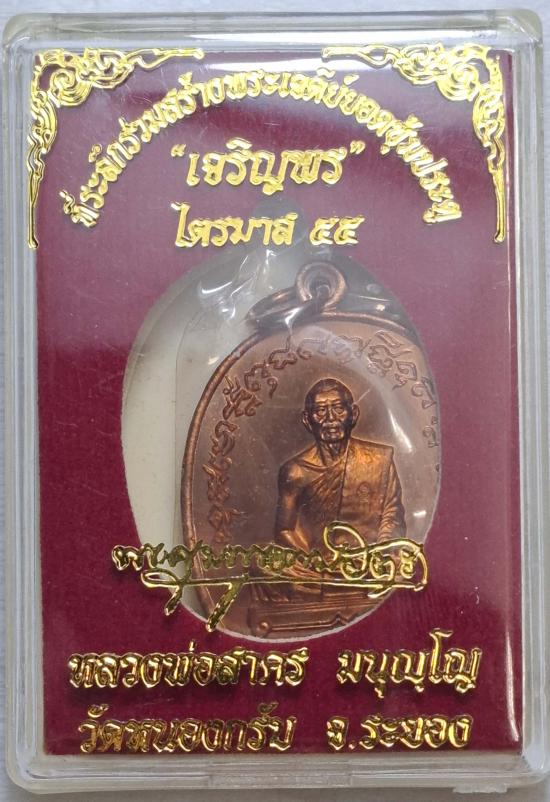 ที่ระลึกร่วมสร้างพระเจดีย์ยอดซุ้มประตู
“เจริญพร”
ไตรมาส ๕๕
หลวงพ่อสาคร มนุญฺโญ
วัดหนองกรับ จ.ระยอง